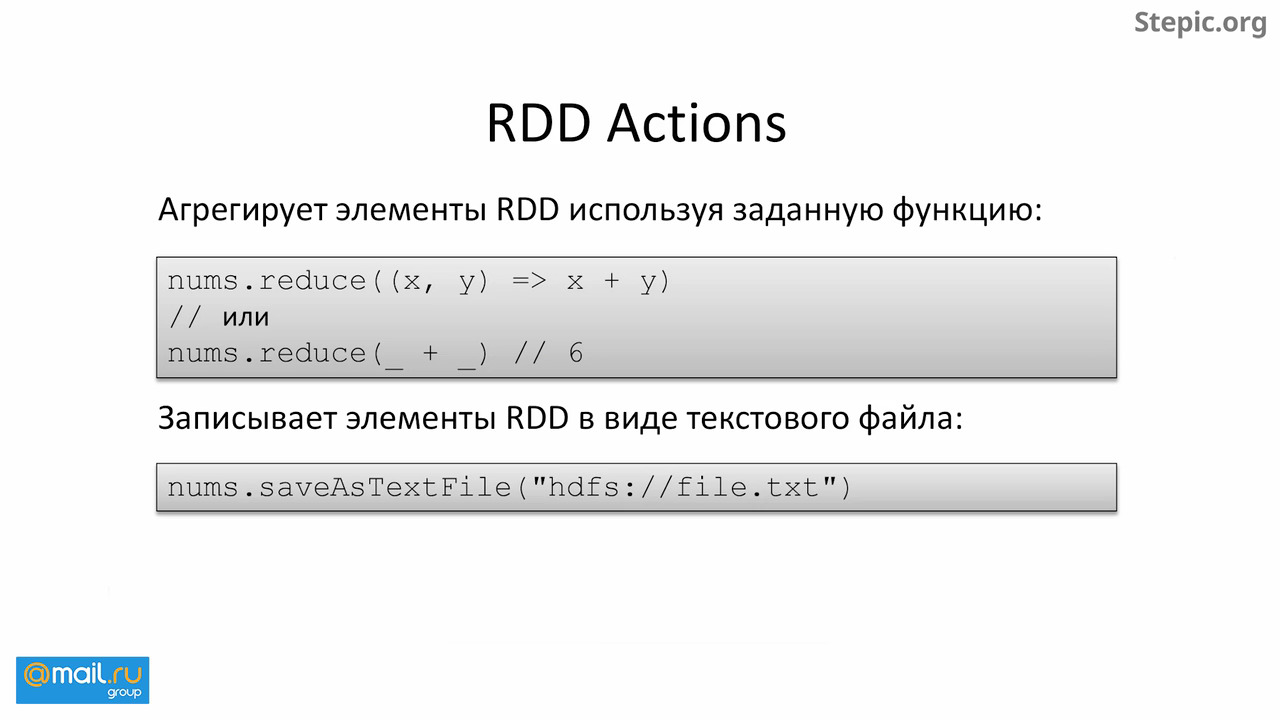 Stepic.org
RDD Actions
Агрегирует элементы RDD используя заданную функцию:
nums.reduce((x, y) => x + y)
// или
nums.reduce(_ + _) // 6
Записывает элементы RDD в виде текстового файла:
nums.saveAsTextFile("hdfs://file.txt")
@mail.ru
group